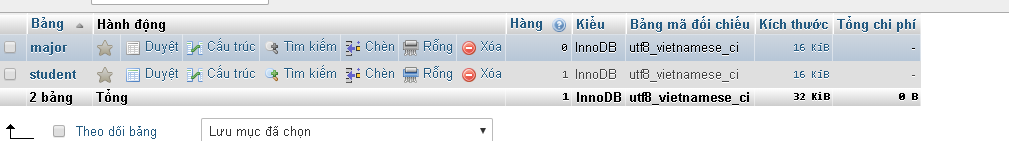 Bảng Hành động Hàng Kiểu Bảng mã đối chiếu Kích thước Tổng chi phí
major Duyệt Cấu trúc Tìm kiếm Chèn Rỗng Xóa 0 InnoDB utf8_vietnamese_ci 16 KiB -
student Duyệt Cấu trúc Tìm kiếm Chèn Rỗng Xóa 1 InnoDB utf8_vietnamese_ci 16 KiB -
2 bảng Tổng 1 InnoDB utf8_vietnamese_ci 32 KiB 0 B
Theo dõi bảng Lưu mục đã chọn